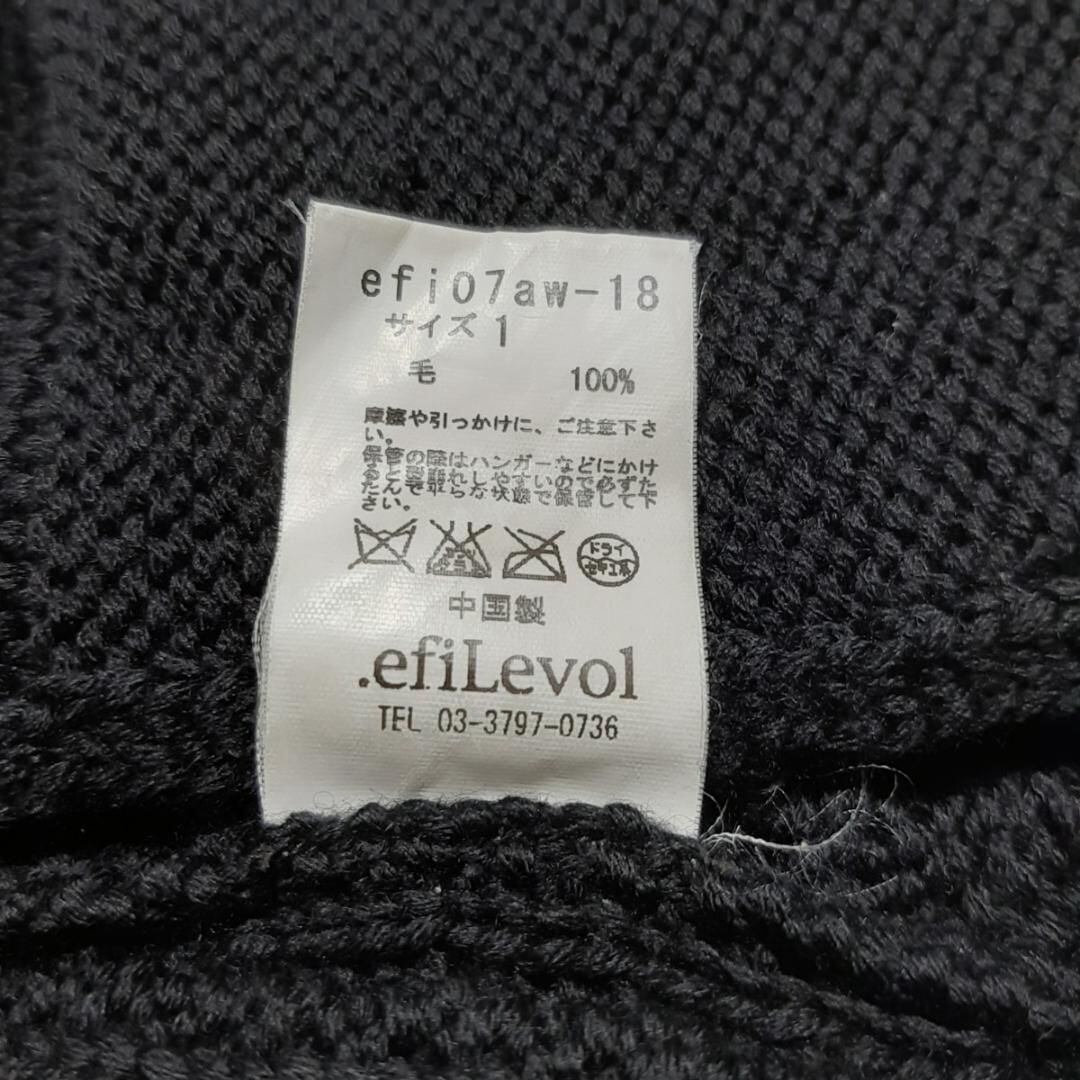 efi07aw-18
サイズ 1
毛 100%
摩擦や引っかけに、ご注意下さ
い。
保管の際はハンガーなどにかけ
ると型崩れしやすいので必ずた
たんで平らな状態で保管して下
さい。
ドライ
セキユ系
中国製
.efiLevol
TEL 03-3797-0736